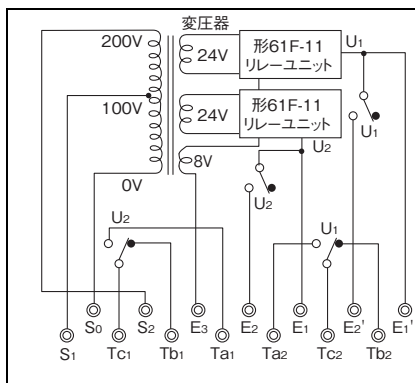 変圧器
200V
24V
形61F-11
リレーユニット
U1
100V
24V
形61F-11
リレーユニット
U1
U2
8V
0V
U2
U2
U1
S1
S0
Tc1
S2
Tb1
E3
Ta1
E2
Ta2
E1
Tc2
E2'
Tb2
E1'